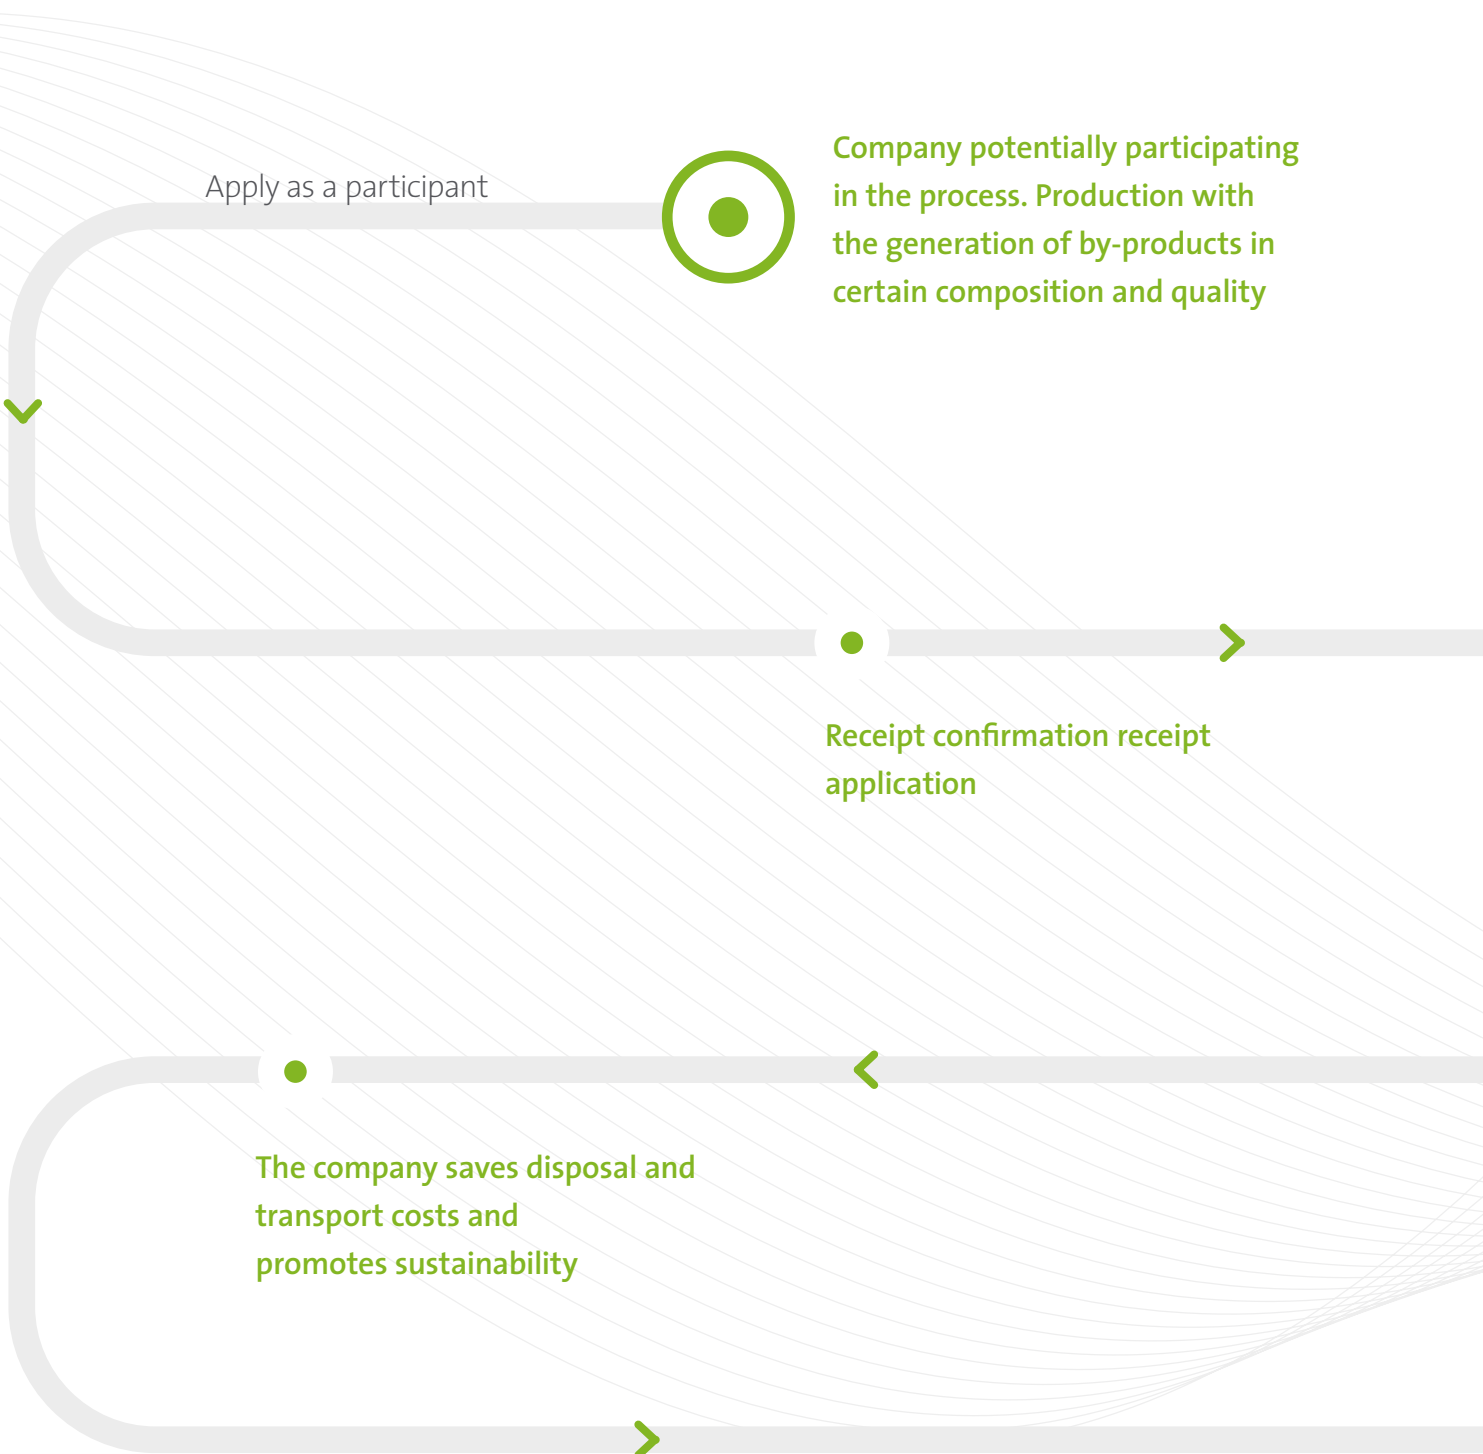 Apply as a participant
Company potentially participating
in the process. Production with
the generation of by-products in
certain composition and quality
Receipt confirmation receipt
application
The company saves disposal and
transport costs and
promotes sustainability